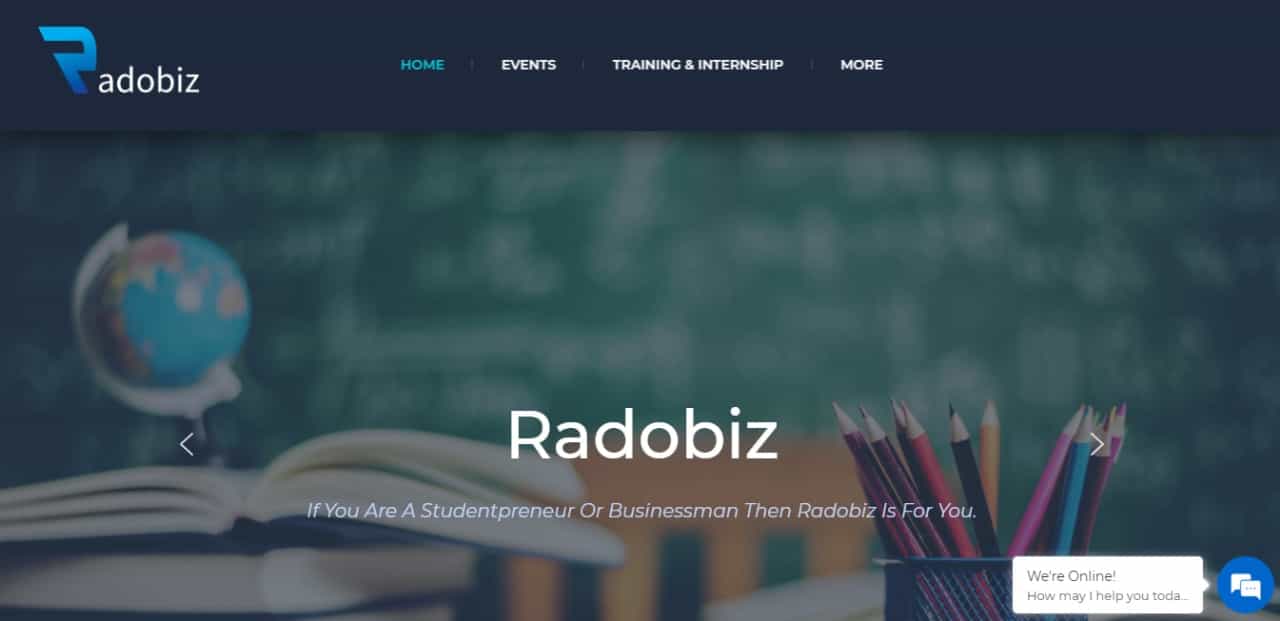 Radobiz
HOME
EVENTS
TRAINING & INTERNSHIP
MORE
Radobiz
If You Are A Studentpreneur Or Businessman Then Radobiz Is For You.
We're Online!
How may I help you toda...